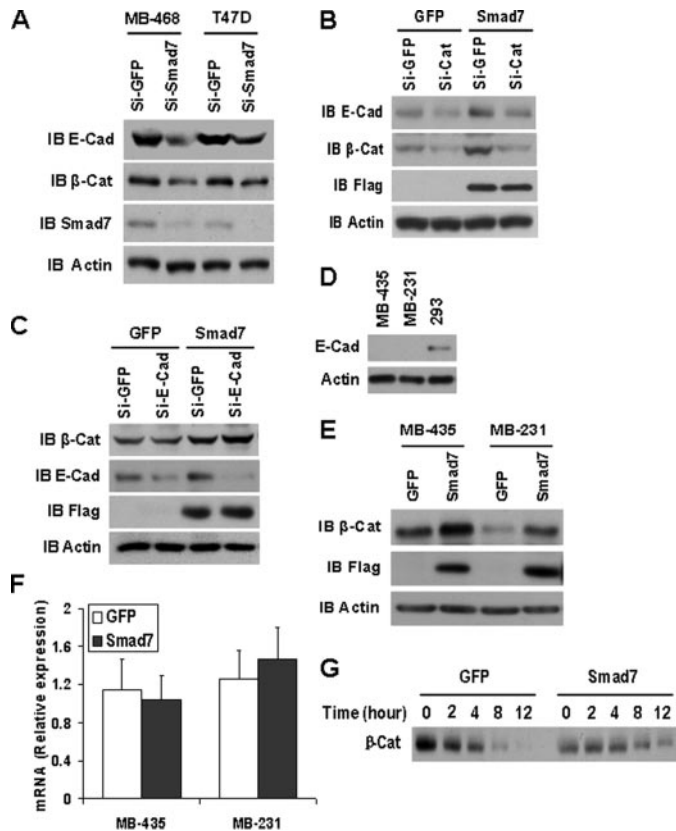 A
MB-468 T47D
Si-GFP Si-Smad7 Si-GFP Si-Smad7
IB E-Cad
IB β-Cat
IB Smad7
IB Actin
B
GFP Smad7
Si-GFP Si-Cat Si-GFP Si-Cat
IB E-Cad
IB β-Cat
IB Flag
IB Actin
C
GFP Smad7
Si-GFP Si-E-Cad Si-GFP Si-E-Cad
IB β-Cat
IB E-Cad
IB Flag
IB Actin
D
MB-435 MB-231 293
E-Cad
Actin
E
MB-435 MB-231
GFP Smad7 GFP Smad7
IB β-Cat
IB Flag
IB Actin
F
mRNA (Relative expression)
2
1.6
1.2
0.8
0.4
0
GFP
Smad7
MB-435 MB-231
G
GFP Smad7
Time (hour) 0 2 4 8 12 0 2 4 8 12
β-Cat